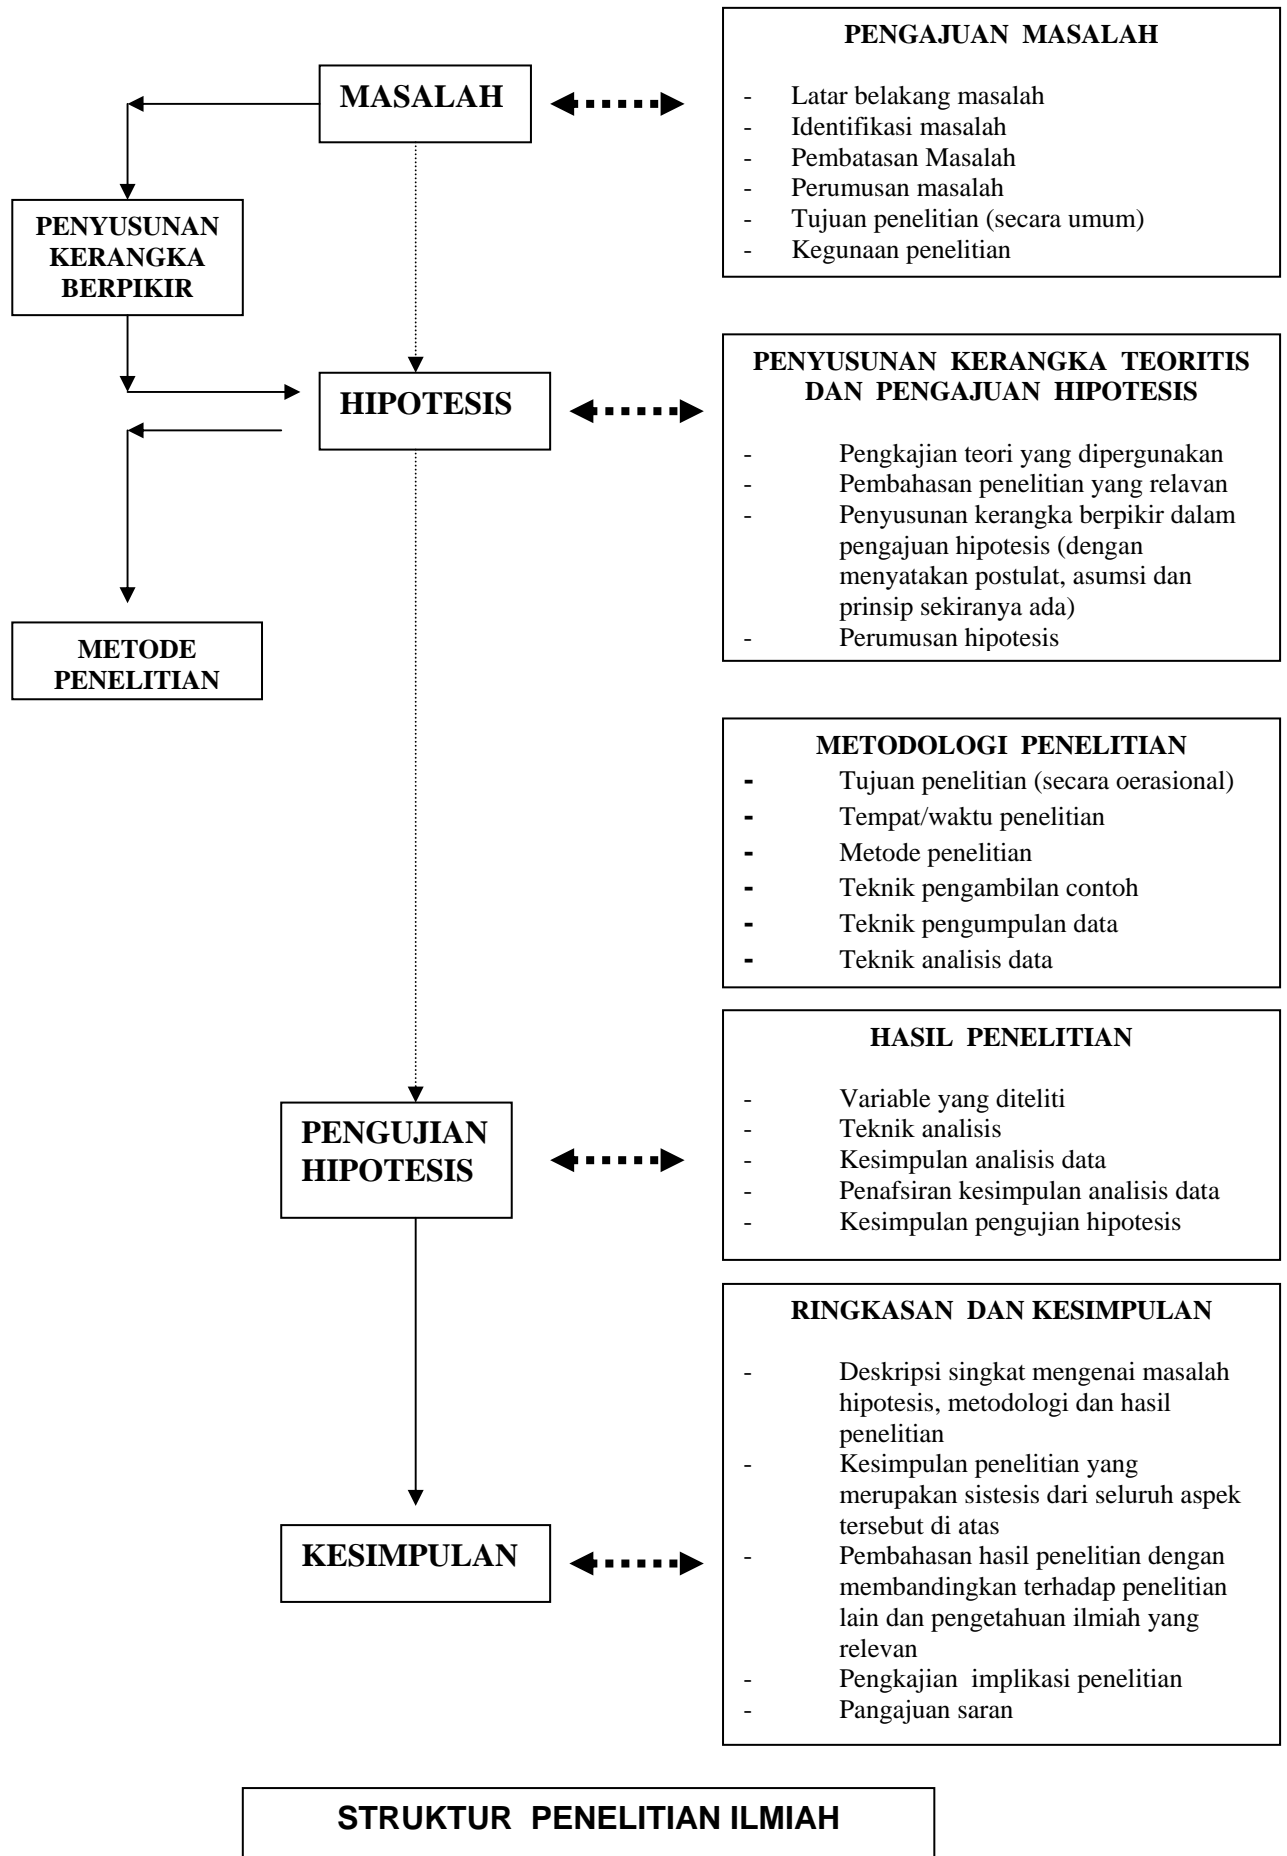 MASALAH
PENYUSUNAN
KERANGKA
BERPIKIR
HIPOTESIS
METODE
PENELITIAN
PENGUJIAN
HIPOTESIS
KESIMPULAN
PENGAJUAN MASALAH
- Latar belakang masalah
- Identifikasi masalah
- Pembatasan Masalah
- Perumusan masalah
- Tujuan penelitian (secara umum)
- Kegunaan penelitian
PENYUSUNAN KERANGKA TEORITIS
DAN PENGAJUAN HIPOTESIS
- Pengkajian teori yang dipergunakan
- Pembahasan penelitian yang relavan
- Penyusunan kerangka berpikir dalam
pengajuan hipotesis (dengan
menyatakan postulat, asumsi dan
prinsip sekiranya ada)
- Perumusan hipotesis
METODOLOGI PENELITIAN
- Tujuan penelitian (secara oerasional)
- Tempat/waktu penelitian
- Metode penelitian
- Teknik pengambilan contoh
- Teknik pengumpulan data
- Teknik analisis data
HASIL PENELITIAN
- Variable yang diteliti
- Teknik analisis
- Kesimpulan analisis data
- Penafsiran kesimpulan analisis data
- Kesimpulan pengujian hipotesis
RINGKASAN DAN KESIMPULAN
- Deskripsi singkat mengenai masalah
hipotesis, metodologi dan hasil
penelitian
- Kesimpulan penelitian yang
merupakan sistesis dari seluruh aspek
tersebut di atas
- Pembahasan hasil penelitian dengan
membandingkan terhadap penelitian
lain dan pengetahuan ilmiah yang
relevan
- Pengkajian implikasi penelitian
- Pangajuan saran
STRUKTUR PENELITIAN ILMIAH